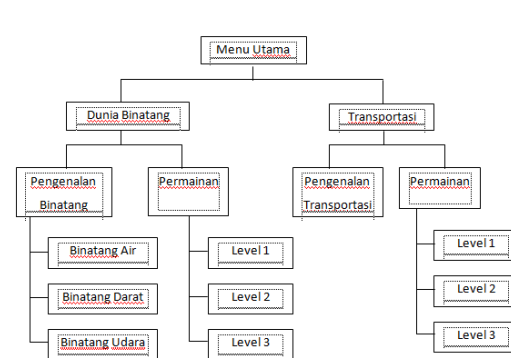 Menu Utama
Dunia Binatang
Transportasi
Pengenalan
Binatang
Permainan
Pengenalan
Transportasi
Permainan
Binatang Air
Binatang Darat
Binatang Udara
Level 1
Level 2
Level 3
Level 1
Level 2
Level 3